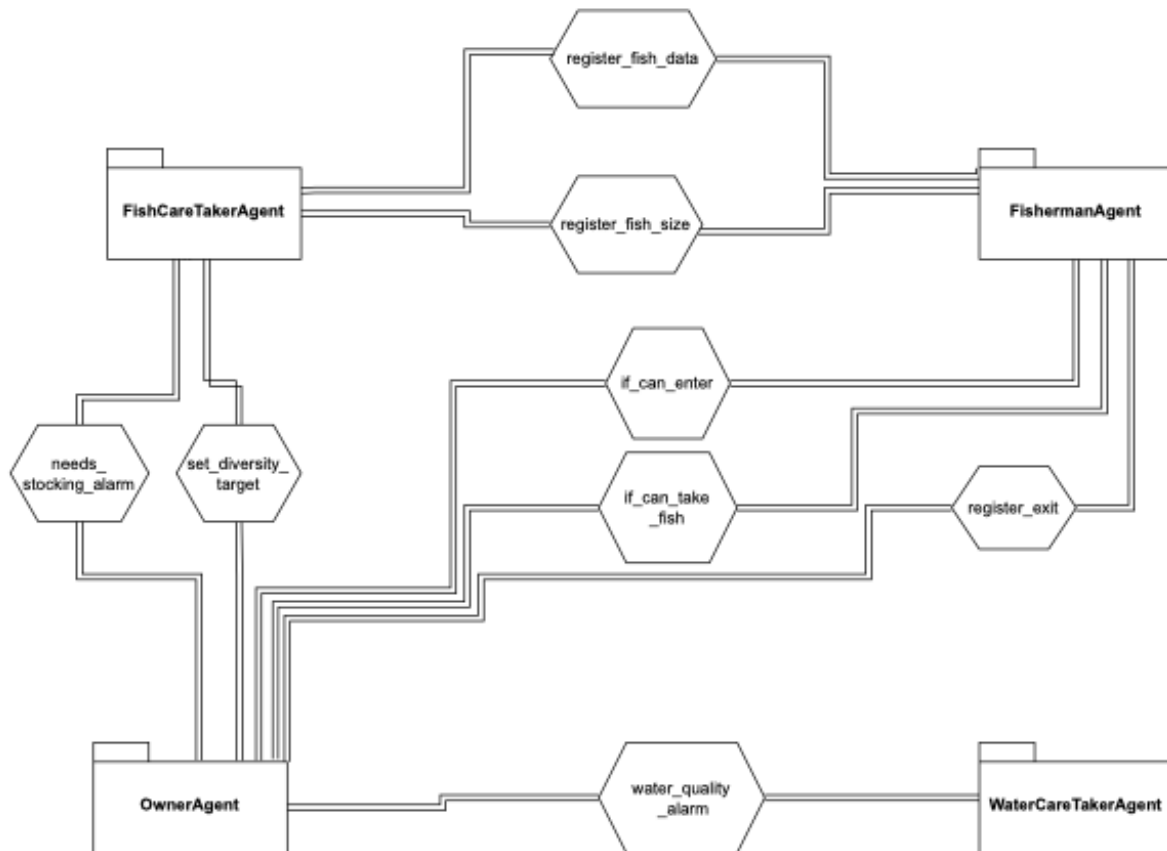 register_fish_data
FishCareTakerAgent
FishermanAgent
register_fish_size
if_can_enter
needs_
stocking_alarm
set_diversity_
target
if_can_take
_fish
register_exit
OwnerAgent
water_quality
_alarm
WaterCareTakerAgent